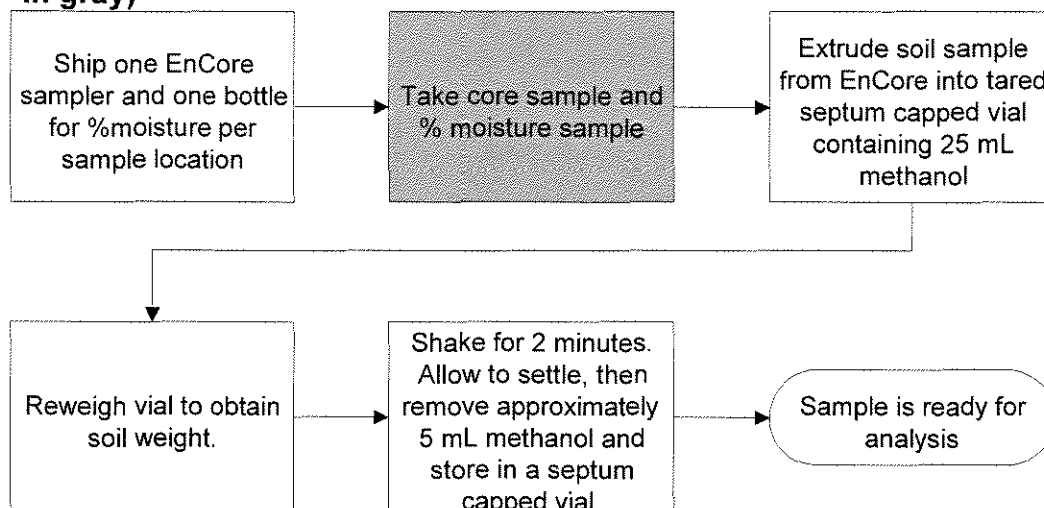 in gray)
Ship one EnCore
sampler and one bottle
for %moisture per
sample location
Take core sample and
% moisture sample
Extrude soil sample
from EnCore into tared
septum capped vial
containing 25 mL
methanol
Reweigh vial to obtain
soil weight.
Shake for 2 minutes.
Allow to settle, then
remove approximately
5 mL methanol and
store in a septum
capped vial
Sample is ready for
analysis